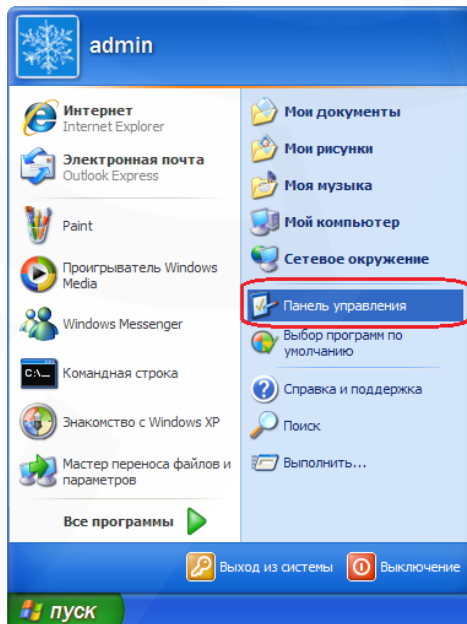 admin
Интернет
Internet Explorer
Электронная почта
Outlook Express
Paint
Проигрыватель Windows
Media
Windows Messenger
C:\_
Командная строка
Знакомство с Windows XP
Мастер переноса файлов и
параметров
Все программы
Мои документы
Мои рисунки
Моя музыка
Мой компьютер
Сетевое окружение
Панель управления
Выбор программ по
умолчанию
Справка и поддержка
Поиск
Выполнить...
Выход из системы
Выключение
пуск